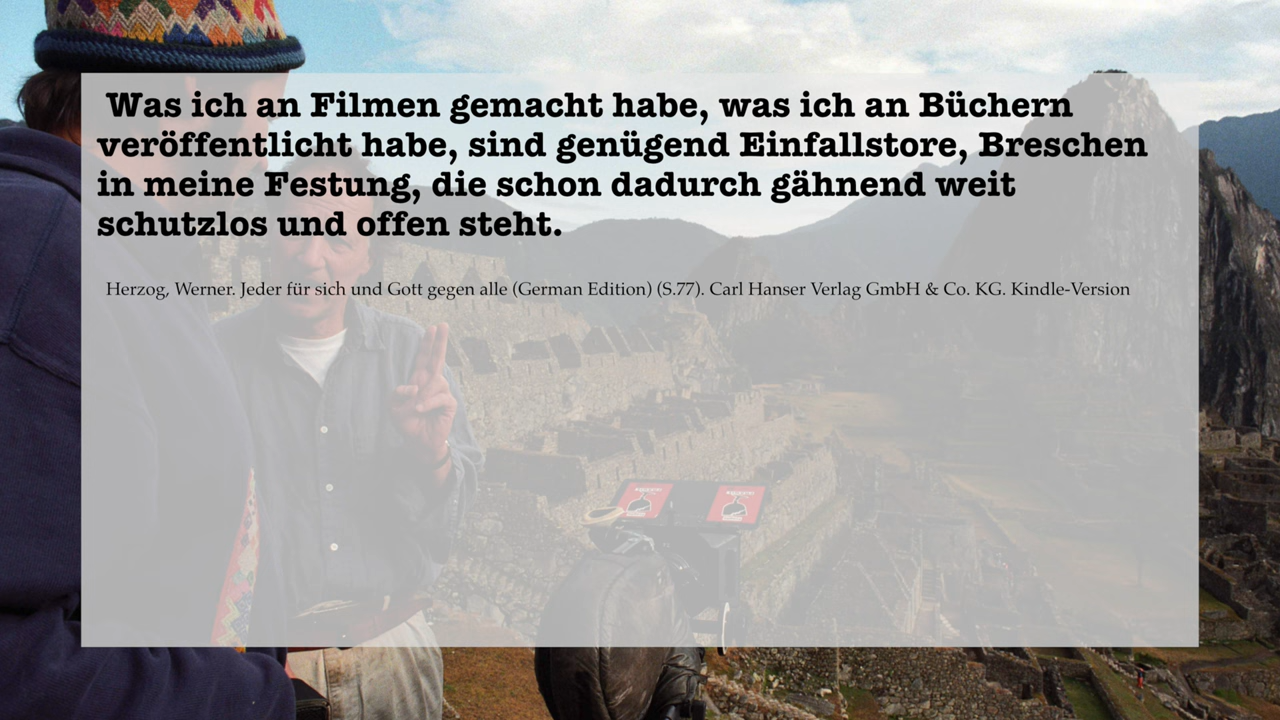 Was ich an Filmen gemacht habe, was ich an Büchern
veröffentlicht habe, sind genügend Einfallstore, Breschen
in meine Festung, die schon dadurch gähnend weit
schutzlos und offen steht.
Herzog, Werner. Jeder für sich und Gott gegen alle (German Edition) (S.77). Carl Hanser Verlag GmbH & Co. KG. Kindle-Version